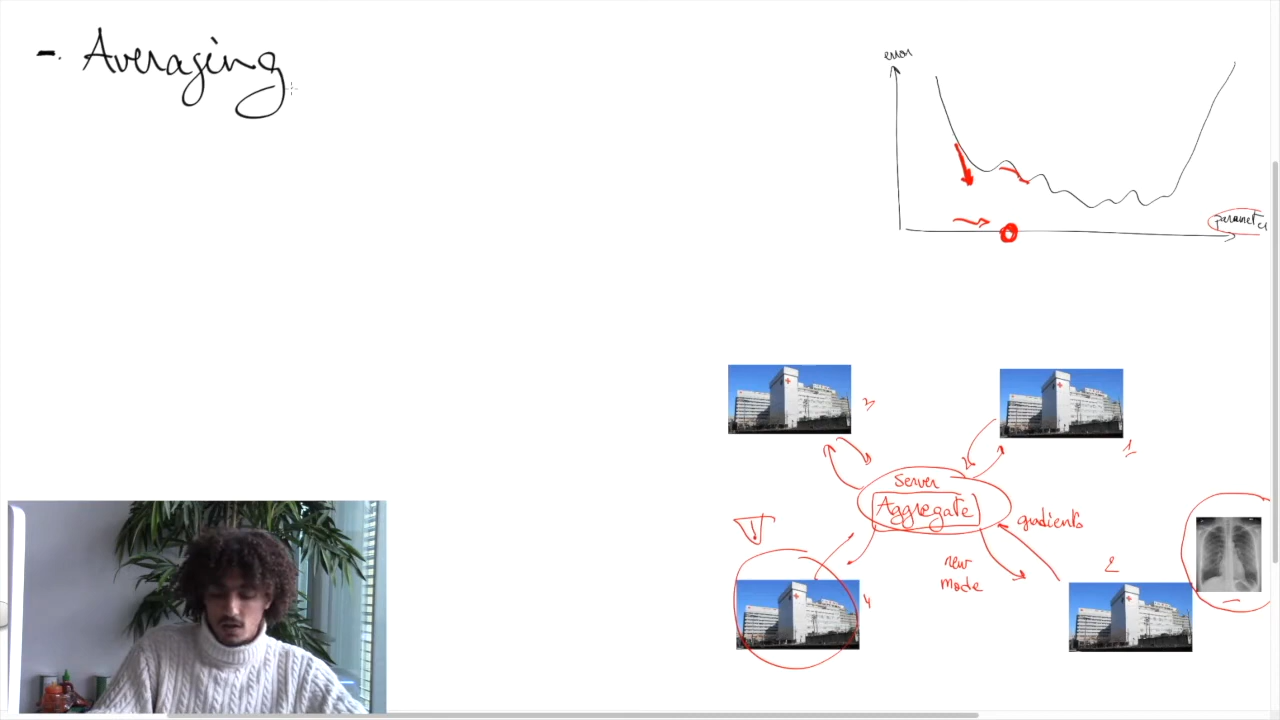 - Averaging
error
parameter
3
1
Server
Aggregate
gradients
new
mode
2
4